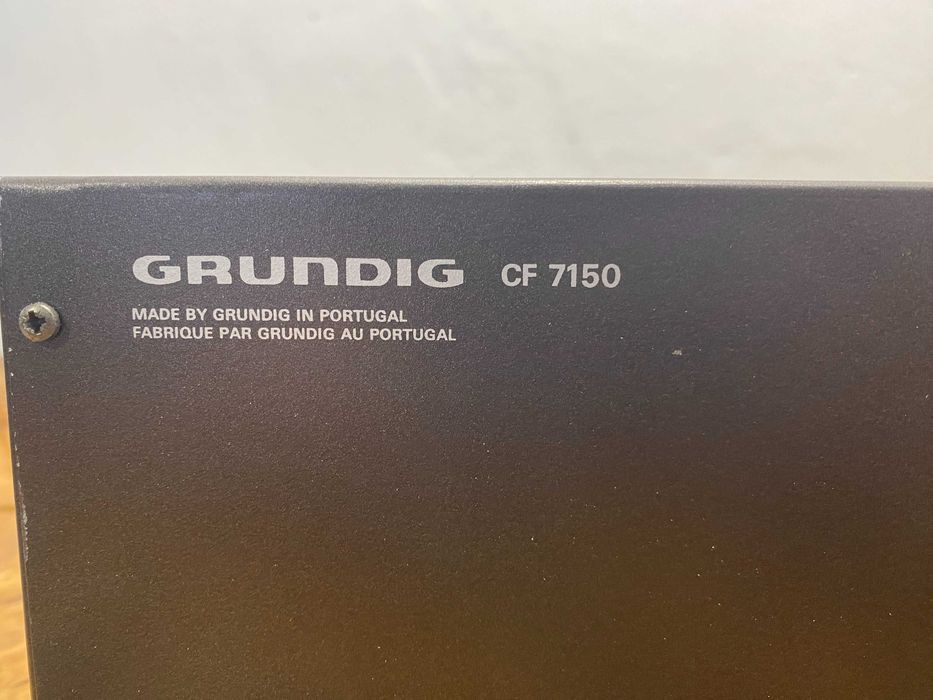 GRUNDIG CF 7150
MADE BY GRUNDIG IN PORTUGAL
FABRIQUE PAR GRUNDIG AU PORTUGAL